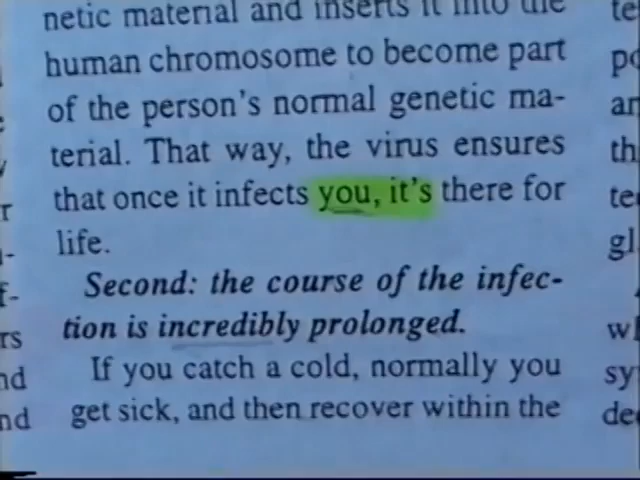 netic material and inserts it into the
human chromosome to become part
of the person's normal genetic ma-
terial. That way, the virus ensures
that once it infects you, it's there for
life.
Second: the course of the infec-
tion is incredibly prolonged.
If you catch a cold, normally you
get sick, and then recover within the